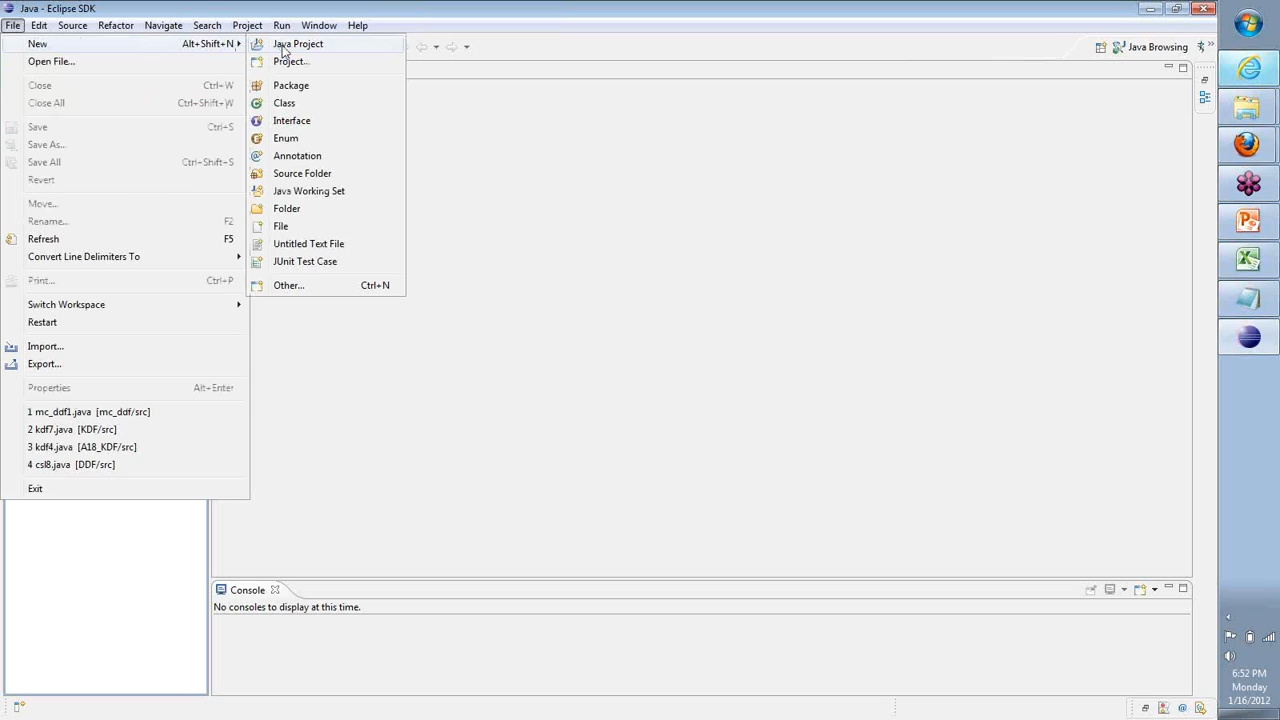 Java - Eclipse SDK
File Edit Source Refactor Navigate Search Project Run Window Help
New Alt+Shift+N
Open File...
Close Ctrl+W
Close All Ctrl+Shift+W
Save Ctrl+S
Save As...
Save All Ctrl+Shift+S
Revert
Move...
Rename... F2
Refresh F5
Convert Line Delimiters To
Print... Ctrl+P
Switch Workspace
Restart
Import...
Export...
Properties Alt+Enter
1 mc_ddf1.java [mc_ddf/src]
2 kdf7.java [KDF/src]
3 kdf4.java [A18_KDF/src]
4 csl8.java [DDF/src]
Exit
Java Project
Project...
Package
Class
Interface
Enum
Annotation
Source Folder
Java Working Set
Folder
File
Untitled Text File
JUnit Test Case
Other... Ctrl+N
Java Browsing
Console
No consoles to display at this time.
6:52 PM
Monday
1/16/2012